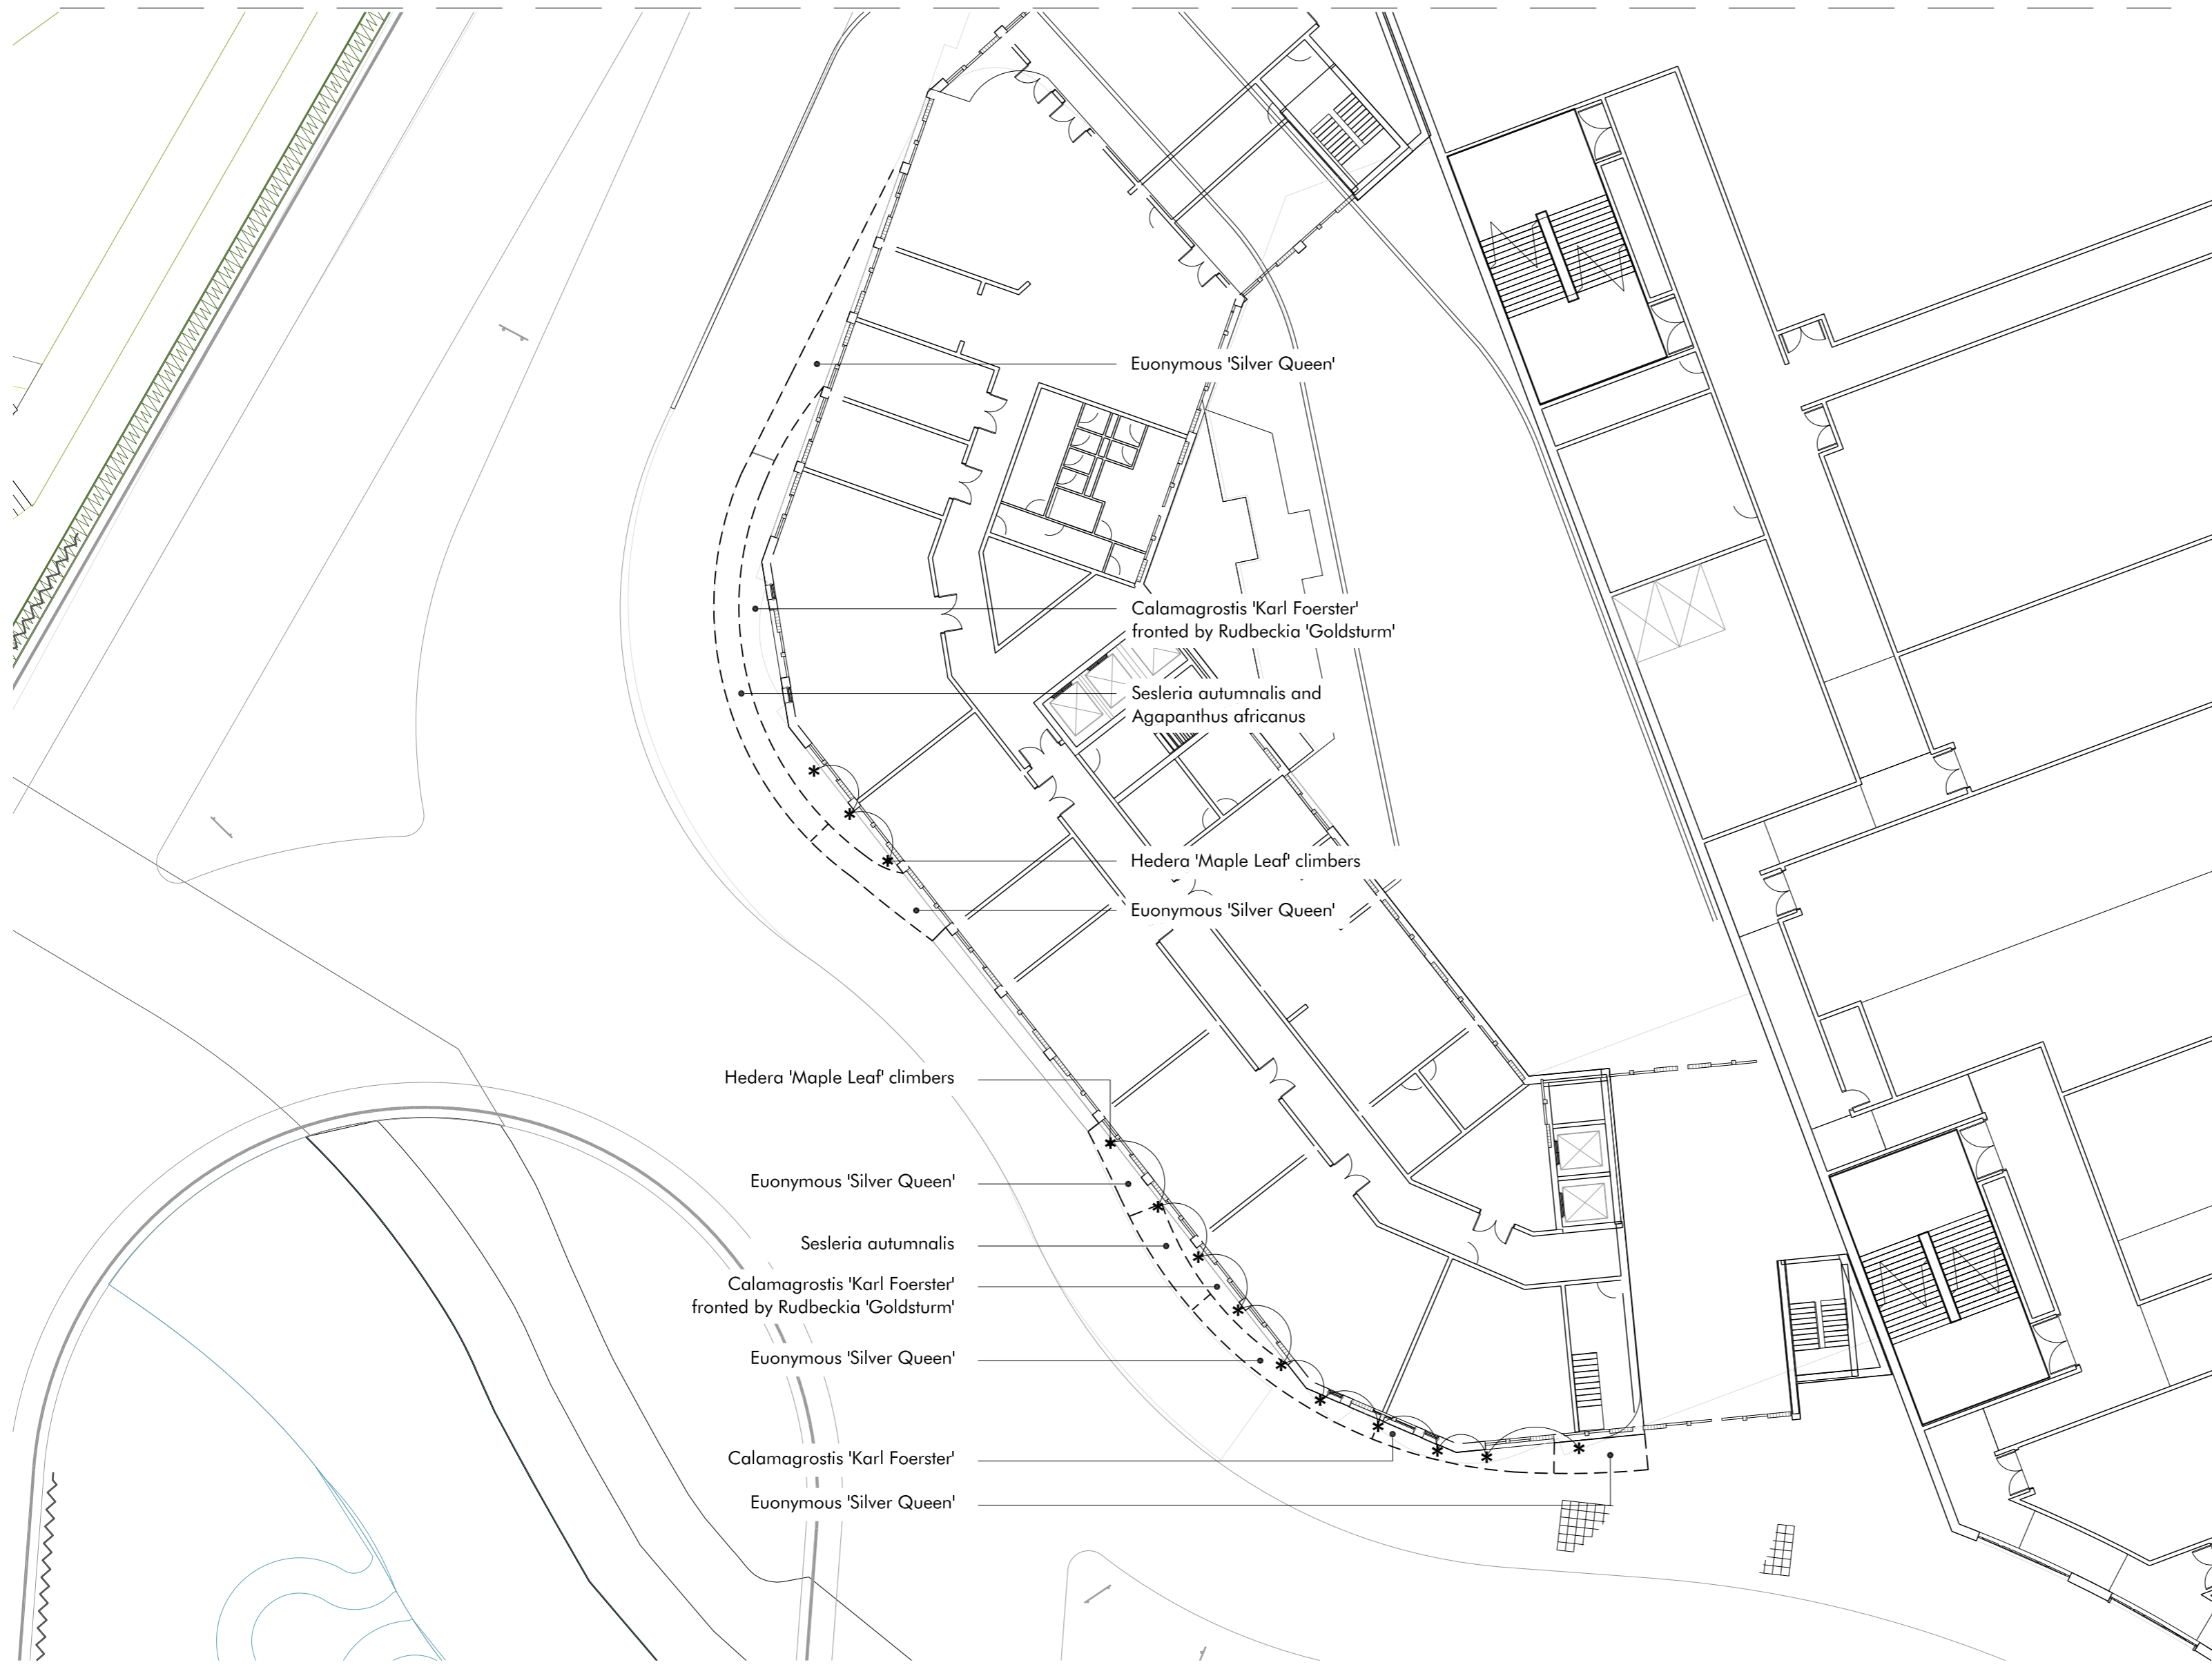 Euonymous 'Silver Queen'
Calamagrostis 'Karl Foerster'
fronted by Rudbeckia 'Goldsturm'
Sesleria autumnalis and
Agapanthus africanus
Hedera 'Maple Leaf' climbers
Euonymous 'Silver Queen'
Hedera 'Maple Leaf' climbers
Euonymous 'Silver Queen'
Sesleria autumnalis
Calamagrostis 'Karl Foerster'
fronted by Rudbeckia 'Goldsturm'
Euonymous 'Silver Queen'
Calamagrostis 'Karl Foerster'
Euonymous 'Silver Queen'